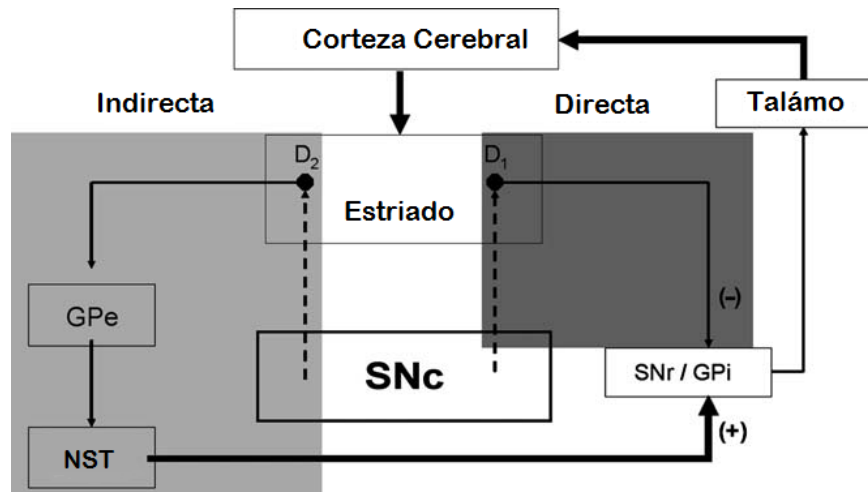 Corteza Cerebral
Indirecta
Directa
Talámo
D2
D1
Estriado
GPe
(-)
SNc
SNr / GPi
(+)
NST